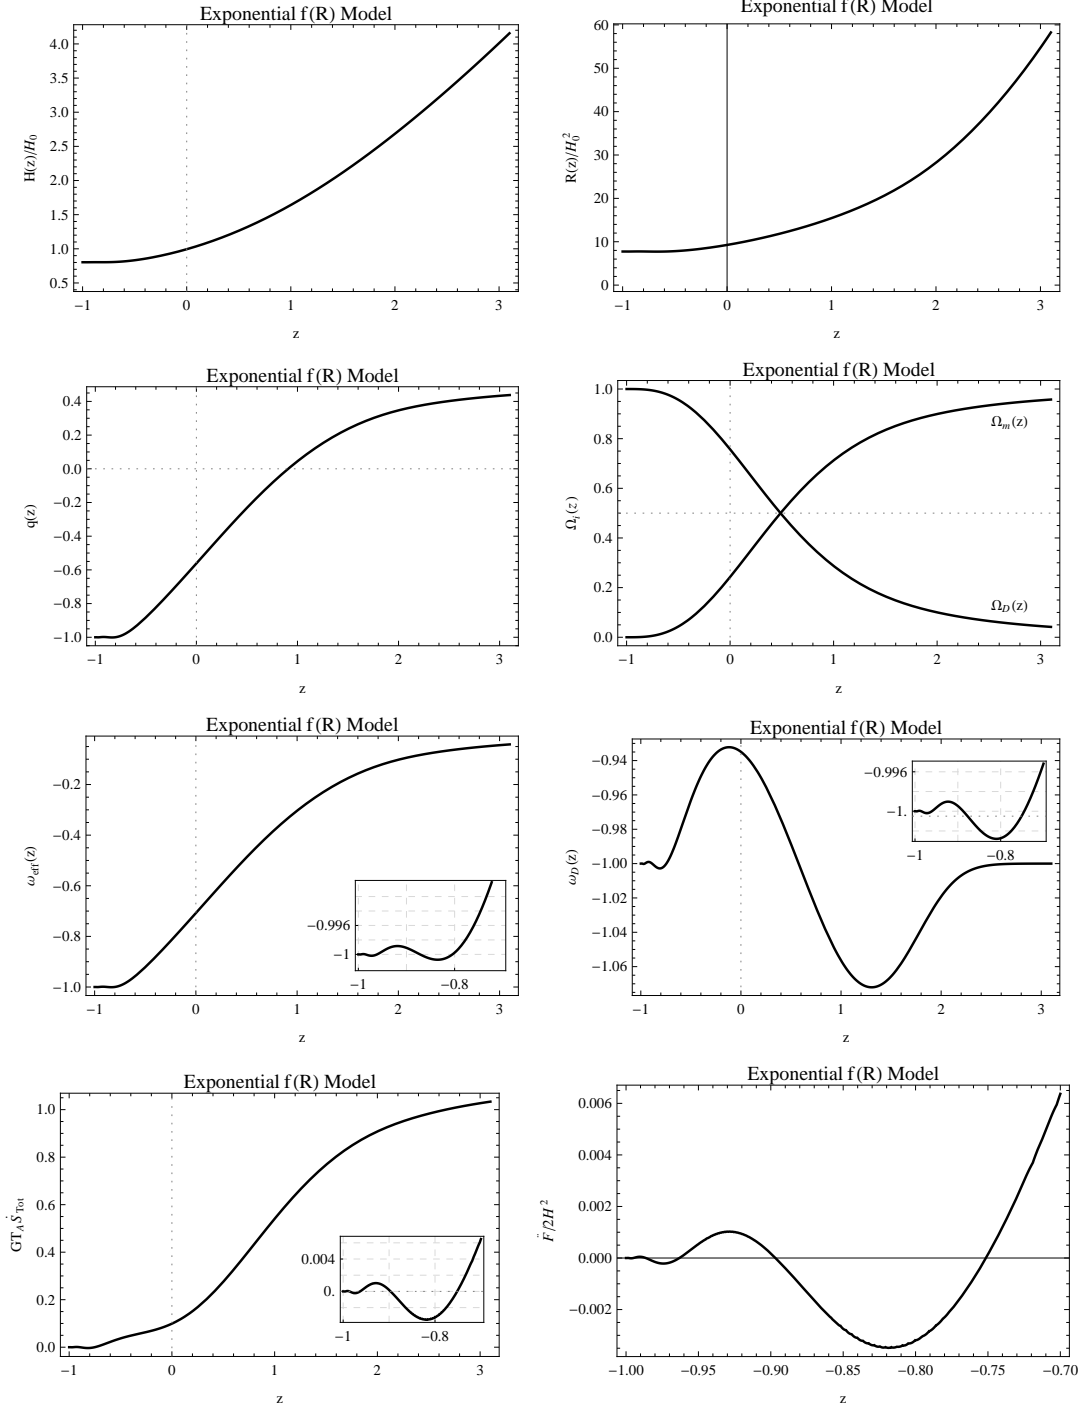 Exponential f(R) Model
H(z)/H0
4.0
3.5
3.0
2.5
2.0
1.5
1.0
0.5
−1 0 1 2 3
z
Exponential f(R) Model
R(z)/H0^2
60
50
40
30
20
10
0
−1 0 1 2 3
z
Exponential f(R) Model
q(z)
0.4
0.2
0.0
−0.2
−0.4
−0.6
−0.8
−1.0
−1 0 1 2 3
z
Exponential f(R) Model
Ωi(z)
1.0
0.8
0.6
0.4
0.2
0.0
Ωm(z)
ΩD(z)
−1 0 1 2 3
z
Exponential f(R) Model
ωeff(z)
−0.2
−0.4
−0.6
−0.8
−1.0
−0.996
−1
−1 −0.8
−1 0 1 2 3
z
Exponential f(R) Model
ωD(z)
−0.94
−0.96
−0.98
−1.00
−1.02
−1.04
−1.06
−0.996
−1.
−1 −0.8
−1 0 1 2 3
z
Exponential f(R) Model
GTA ṠTot
1.0
0.8
0.6
0.4
0.2
0.0
0.004
0.
−1 −0.8
−1 0 1 2 3
z
Exponential f(R) Model
F̈/2H^2
0.006
0.004
0.002
0.000
−0.002
−1.00 −0.95 −0.90 −0.85 −0.80 −0.75 −0.70
z